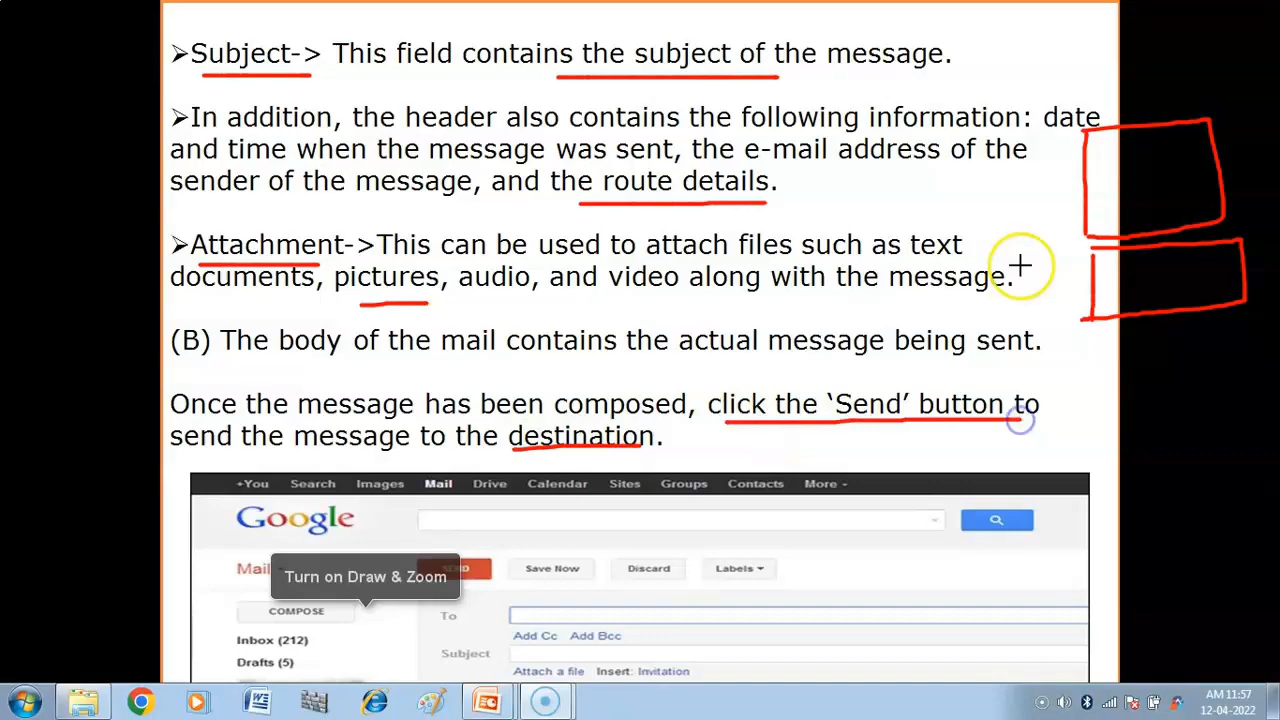 ➢Subject-> This field contains the subject of the message.
➢In addition, the header also contains the following information: date
and time when the message was sent, the e-mail address of the
sender of the message, and the route details.
➢Attachment->This can be used to attach files such as text
documents, pictures, audio, and video along with the message.
(B) The body of the mail contains the actual message being sent.
Once the message has been composed, click the ‘Send’ button to
send the message to the destination.
+You Search Images Mail Drive Calendar Sites Groups Contacts More
Google
Mail Save Now Discard Labels
Turn on Draw & Zoom
COMPOSE To
Add Cc Add Bcc
Inbox (212)
Subject
Drafts (5)
Attach a file Insert: Invitation
AM 11:57
12-04-2022